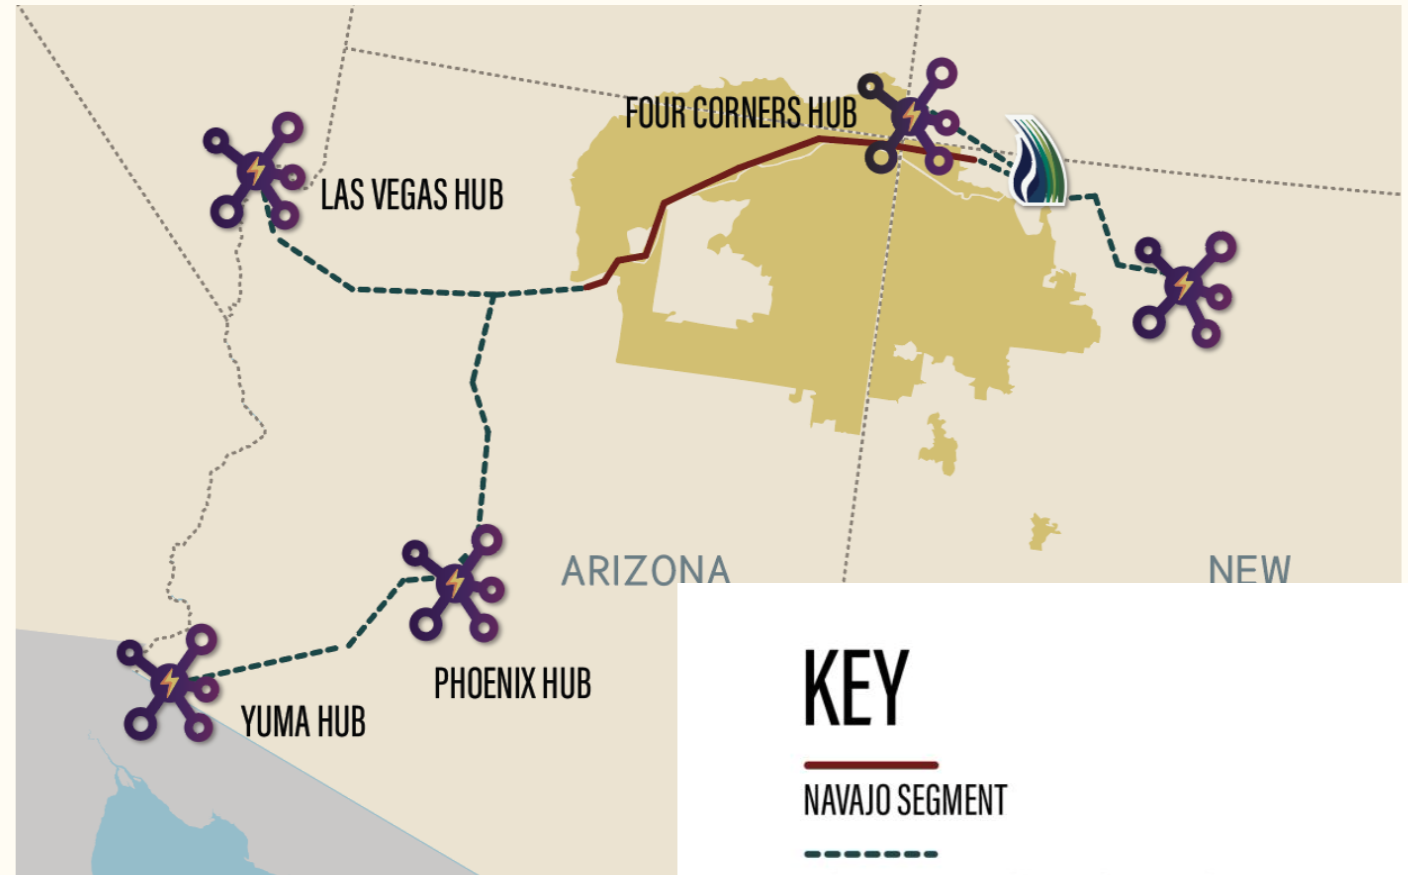 FOUR CORNERS HUB
LAS VEGAS HUB
ARIZONA
NEW
PHOENIX HUB
YUMA HUB
KEY
NAVAJO SEGMENT